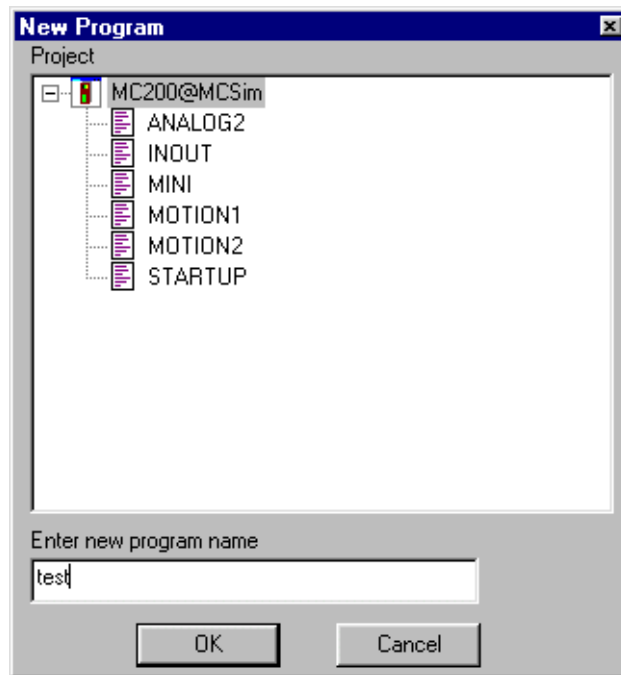 New Program
Project
MC200@MCSim
ANALOG2
INOUT
MINI
MOTION1
MOTION2
STARTUP
Enter new program name
test
OK Cancel